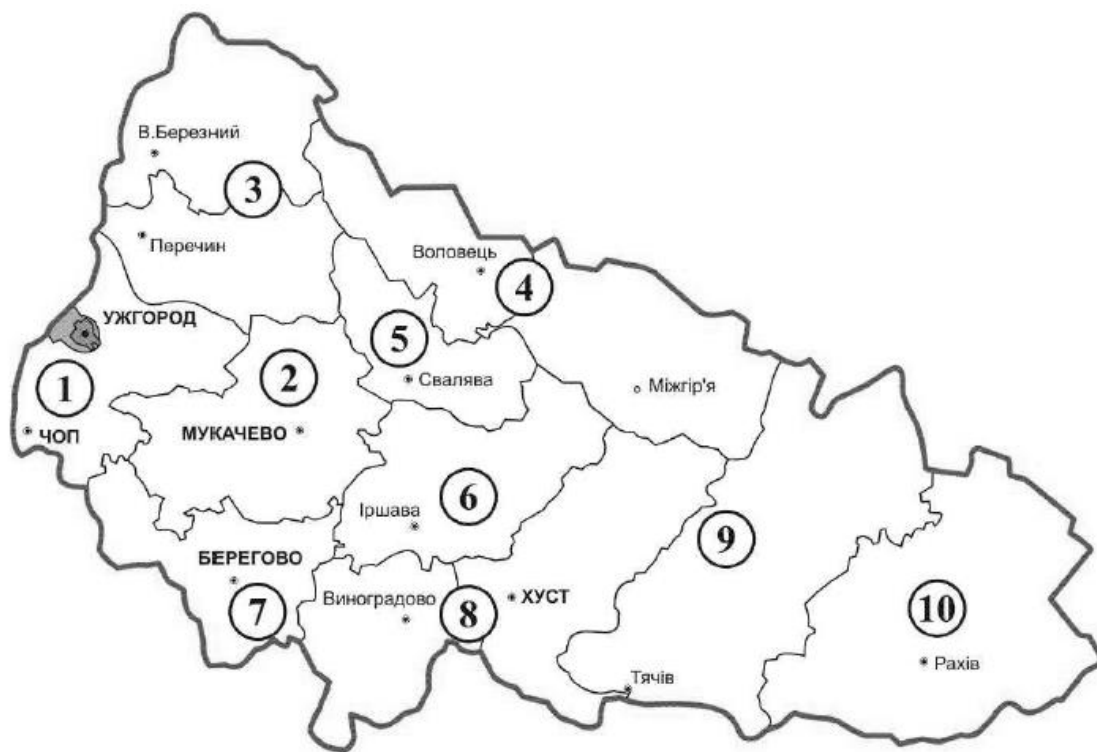 В.Березний
3
Перечин
Воловець
4
УЖГОРОД
5
1
2
Свалява
Міжгір'я
ЧОП
МУКАЧЕВО
6
Іршава
9
БЕРЕГОВО
7
Виноградово
8
ХУСТ
10
Рахів
Тячів